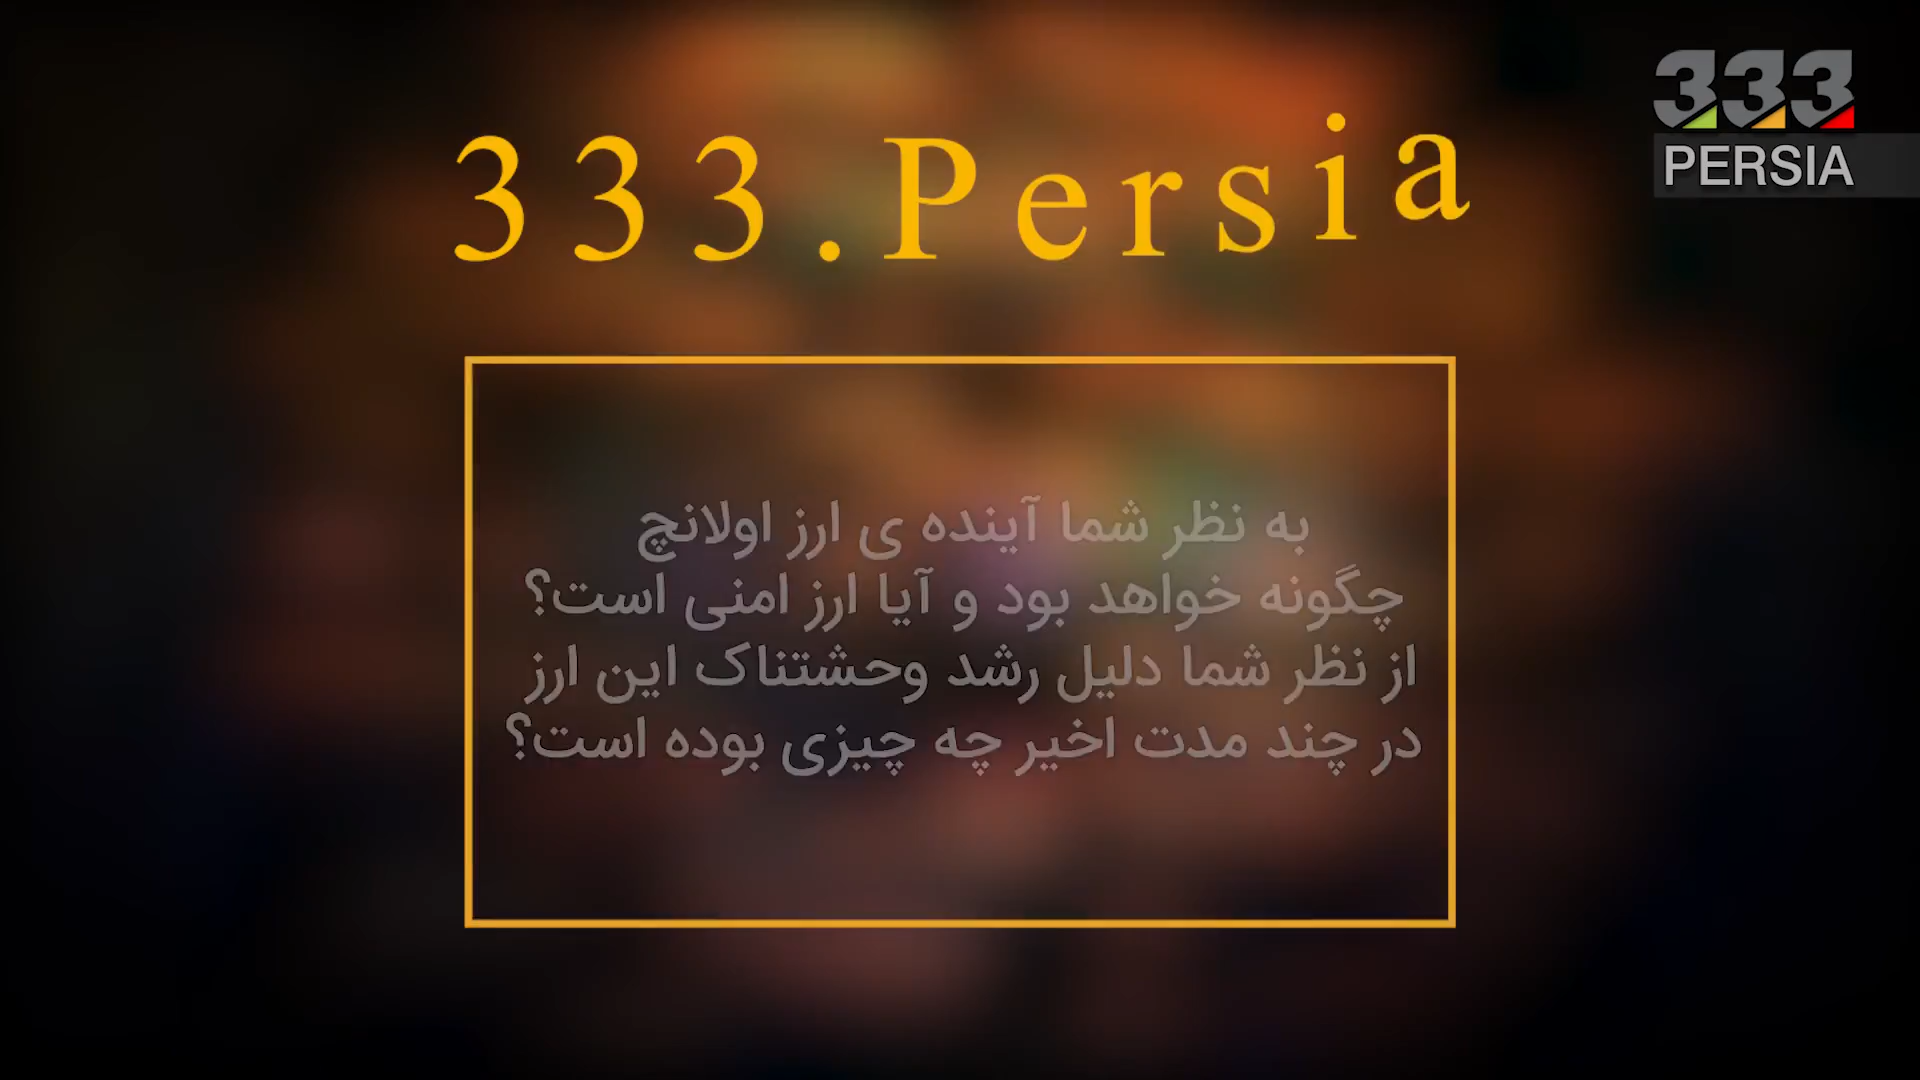 333.Persia
333
PERSIA
به نظر شما آینده ی ارز اولانچ
چگونه خواهد بود و آیا ارز امنی است؟
از نظر شما دلیل رشد وحشتناک این ارز
در چند مدت اخیر چه چیزی بوده است؟